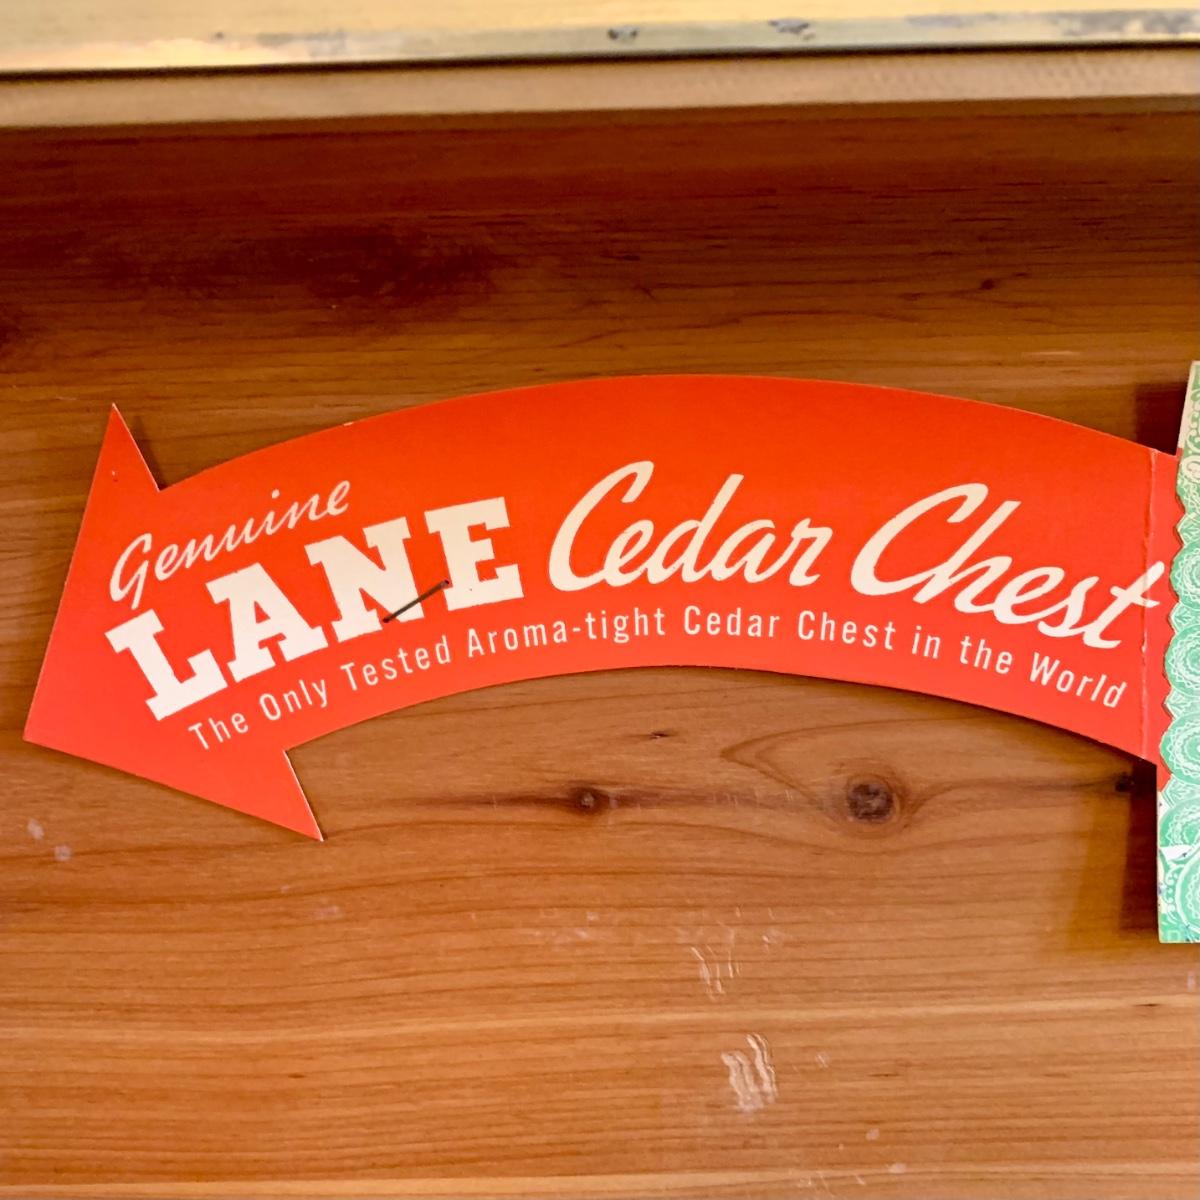 Genuine
LANE Cedar Chest
The Only Tested Aroma-tight Cedar Chest in the World